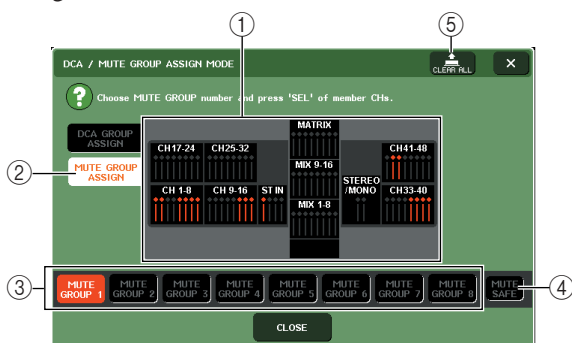 ①
⑤
DCA / MUTE GROUP ASSIGN MODE
CLEAR ALL
×
? Choose MUTE GROUP number and press 'SEL' of member CHs.
DCA GROUP
ASSIGN
②
MUTE GROUP
ASSIGN
MATRIX
CH17-24
CH25-32
CH41-48
MIX 9-16
STEREO
/MONO
CH 1-8
CH 9-16
ST IN
CH33-40
MIX 1-8
③
MUTE
GROUP 1
MUTE
GROUP 2
MUTE
GROUP 3
MUTE
GROUP 4
MUTE
GROUP 5
MUTE
GROUP 6
MUTE
GROUP 7
MUTE
GROUP 8
MUTE
SAFE
④
CLOSE